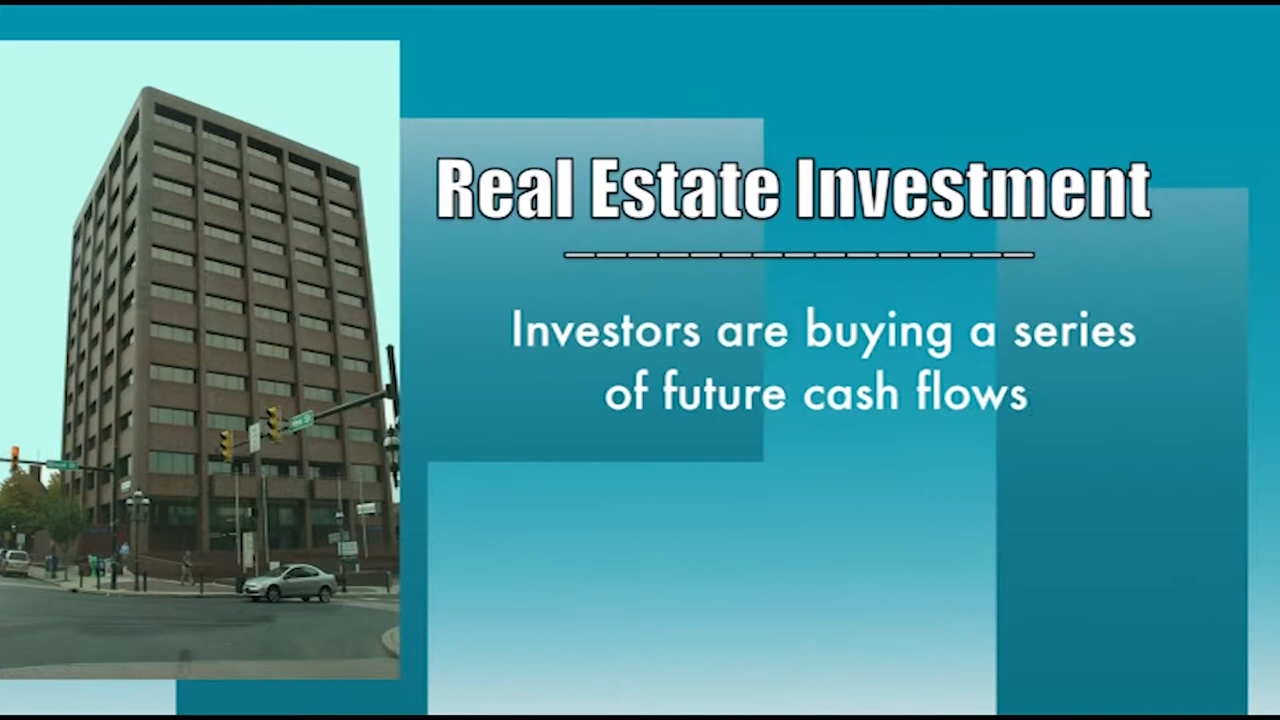 Real Estate Investment
Investors are buying a series
of future cash flows